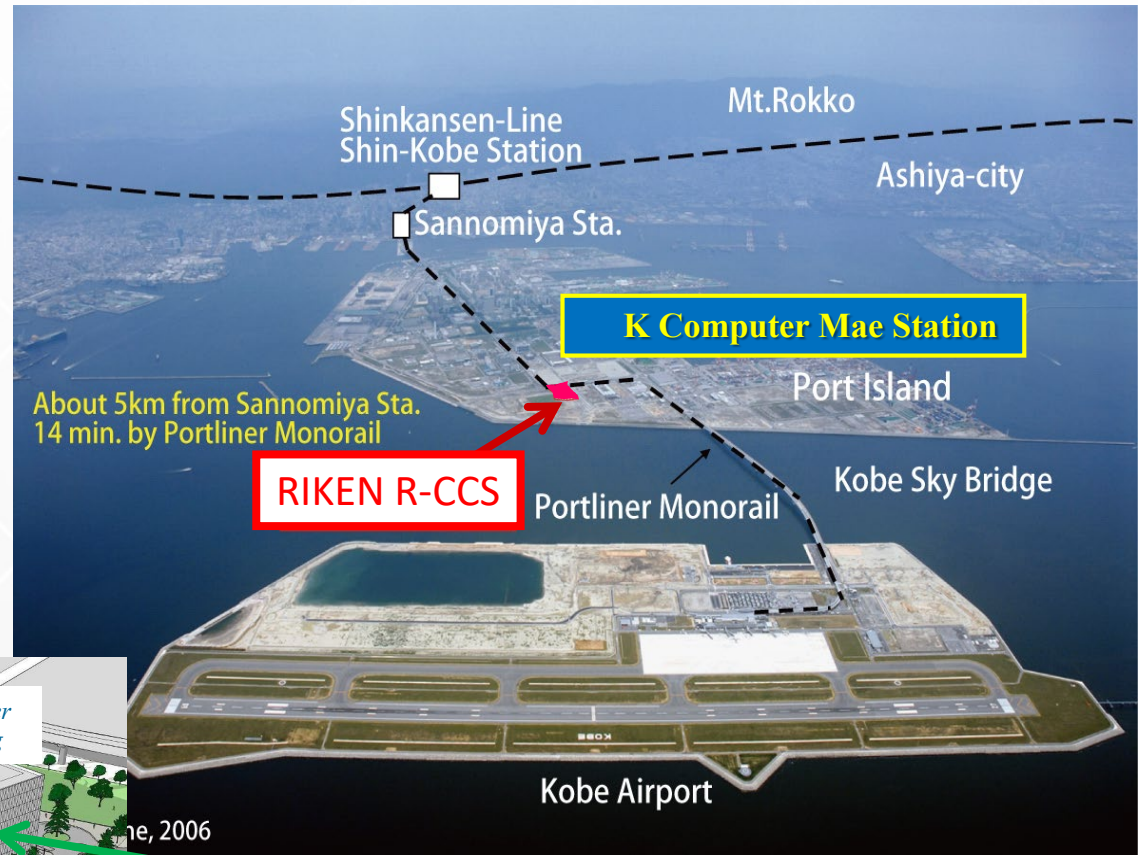 Mt.Rokko
Shinkansen-Line
Shin-Kobe Station
Ashiya-city
Sannomiya Sta.
K Computer Mae Station
Port Island
About 5km from Sannomiya Sta.
14 min. by Portliner Monorail
RIKEN R-CCS
Kobe Sky Bridge
Portliner Monorail
KOBE
Kobe Airport
, 2006